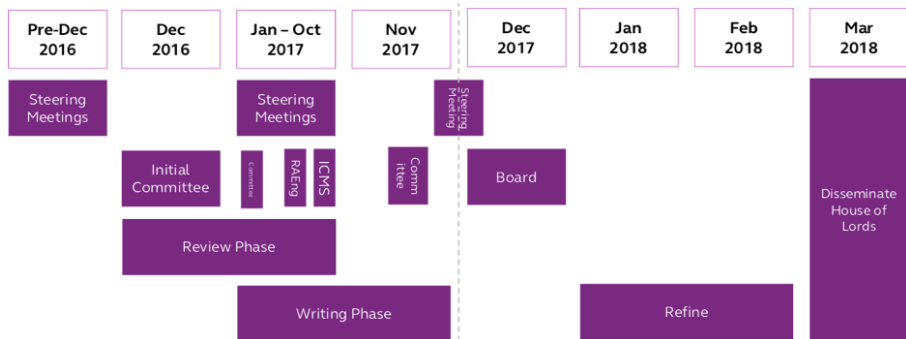 Pre-Dec
2016
Dec
2016
Jan – Oct
2017
Nov
2017
Dec
2017
Jan
2018
Feb
2018
Mar
2018
Steering
Meetings
Steering
Meetings
Steering
Meeting
Initial
Committee
Committee
RAEng
ICMS
Comm
ittee
Board
Disseminate
House of
Lords
Review Phase
Writing Phase
Refine